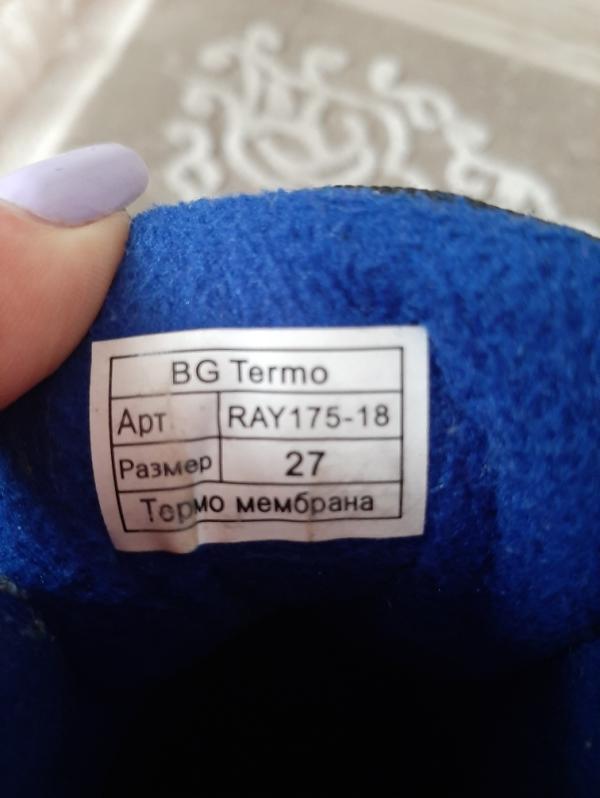 BG Termo
Арт RAY175-18
Размер 27
Термо мембрана